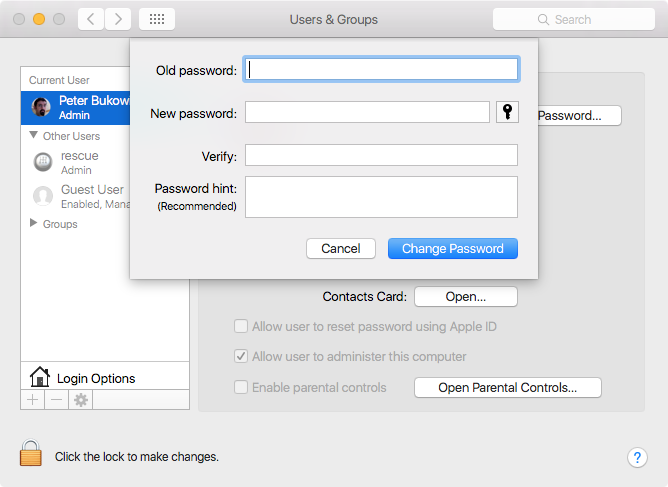 Users & Groups
Search
Old password:
New password:
Verify:
Password hint:
(Recommended)
Cancel
Change Password
Current User
Peter Bukow
Admin
Other Users
rescue
Admin
Guest User
Enabled, Mana
Groups
Login Options
Password...
Contacts Card:
Open...
Allow user to reset password using Apple ID
Allow user to administer this computer
Enable parental controls
Open Parental Controls...
Click the lock to make changes.
?